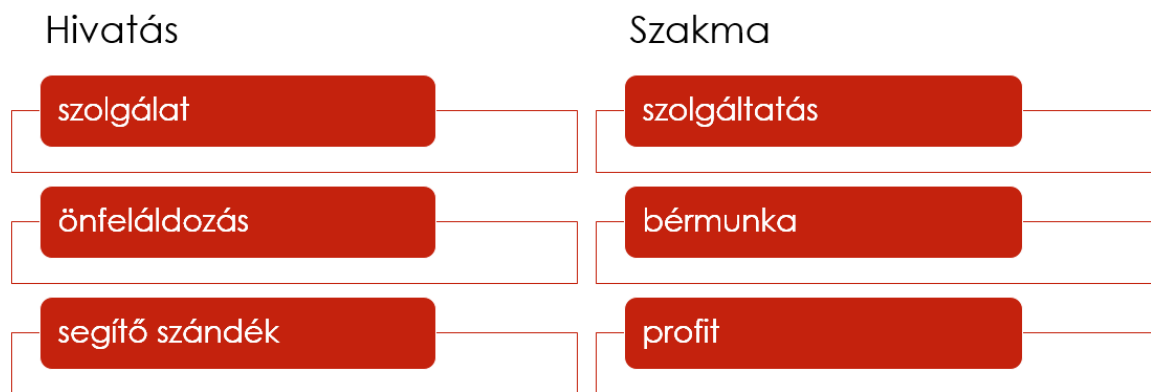 Hivatás
szolgálat
önfeláldozás
segítő szándék
Szakma
szolgáltatás
bérmunka
profit